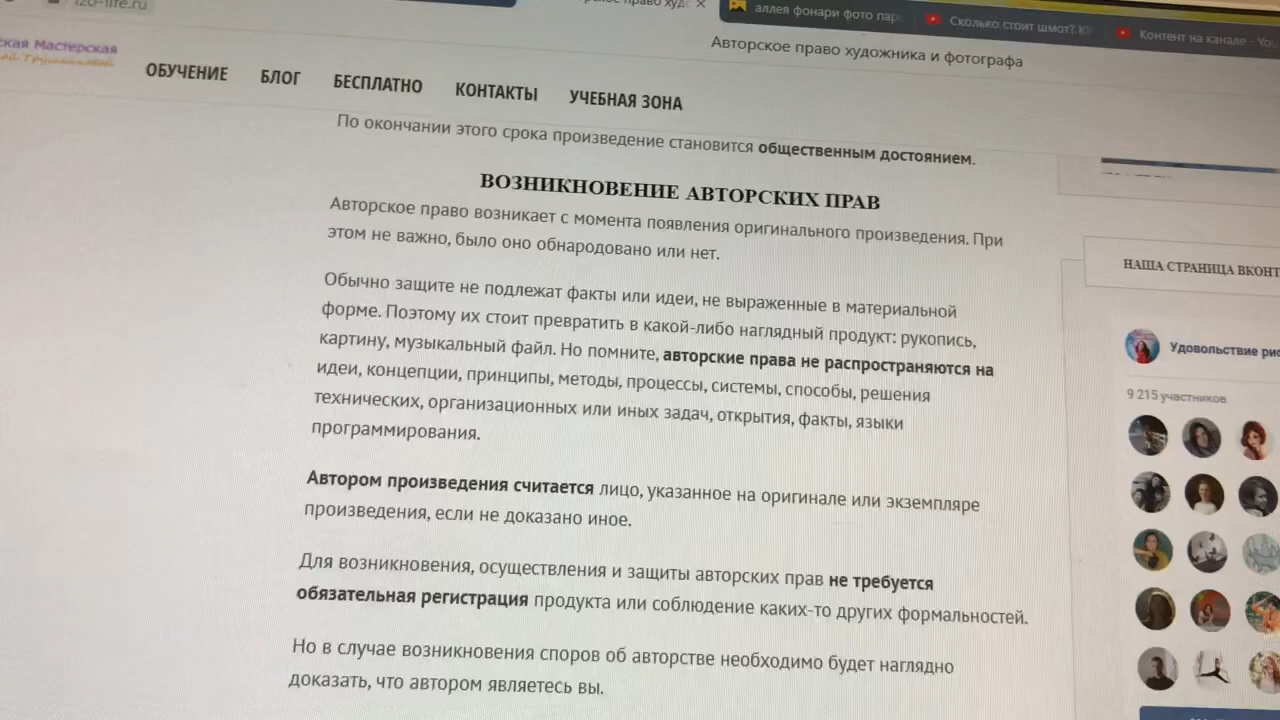 izo-life.ru
аллея фонари фото пар
Сколько стоит шмот?
Контент на канале - You
Авторское право художника и фотографа
ская Мастерская
ОБУЧЕНИЕ БЛОГ БЕСПЛАТНО КОНТАКТЫ УЧЕБНАЯ ЗОНА
По окончании этого срока произведение становится общественным достоянием.
ВОЗНИКНОВЕНИЕ АВТОРСКИХ ПРАВ
Авторское право возникает с момента появления оригинального произведения. При
этом не важно, было оно обнародовано или нет.
Обычно защите не подлежат факты или идеи, не выраженные в материальной
форме. Поэтому их стоит превратить в какой-либо наглядный продукт: рукопись,
картину, музыкальный файл. Но помните, авторские права не распространяются на
идеи, концепции, принципы, методы, процессы, системы, способы, решения
технических, организационных или иных задач, открытия, факты, языки
программирования.
Автором произведения считается лицо, указанное на оригинале или экземпляре
произведения, если не доказано иное.
Для возникновения, осуществления и защиты авторских прав не требуется
обязательная регистрация продукта или соблюдение каких-то других формальностей.
Но в случае возникновения споров об авторстве необходимо будет наглядно
доказать, что автором являетесь вы.
НАША СТРАНИЦА ВКОНТ
Удовольствие рис
9 215 участников